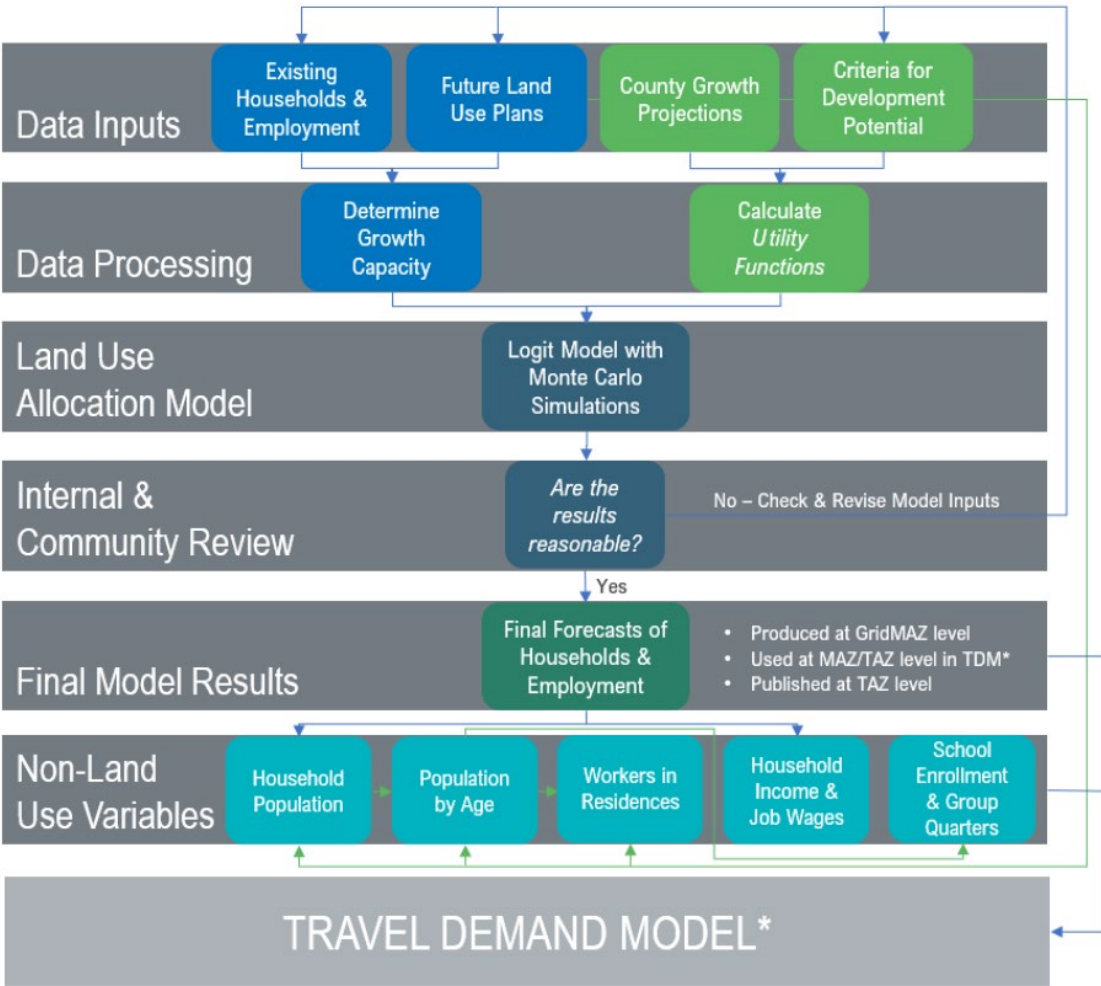 Data Inputs
Existing
Households &
Employment
Future Land
Use Plans
County Growth
Projections
Criteria for
Development
Potential
Data Processing
Determine
Growth
Capacity
Calculate
Utility
Functions
Land Use
Allocation Model
Logit Model with
Monte Carlo
Simulations
Internal &
Community Review
Are the
results
reasonable?
No – Check & Revise Model Inputs
Yes
Final Model Results
Final Forecasts of
Households &
Employment
• Produced at GridMAZ level
• Used at MAZ/TAZ level in TDM*
• Published at TAZ level
Non-Land
Use Variables
Household
Population
Population
by Age
Workers in
Residences
Household
Income &
Job Wages
School
Enrollment
& Group
Quarters
TRAVEL DEMAND MODEL*